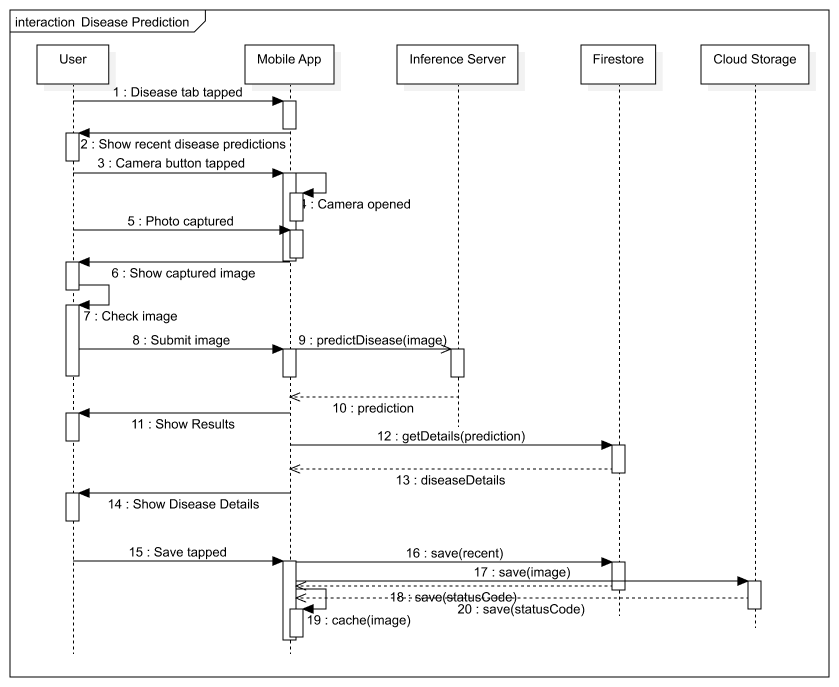 interaction Disease Prediction
User
Mobile App
Inference Server
Firestore
Cloud Storage
1 : Disease tab tapped
2 : Show recent disease predictions
3 : Camera button tapped
4 : Camera opened
5 : Photo captured
6 : Show captured image
7 : Check image
8 : Submit image
9 : predictDisease(image)
10 : prediction
11 : Show Results
12 : getDetails(prediction)
13 : diseaseDetails
14 : Show Disease Details
15 : Save tapped
16 : save(recent)
17 : save(image)
18 : save(statusCode)
20 : save(statusCode)
19 : cache(image)